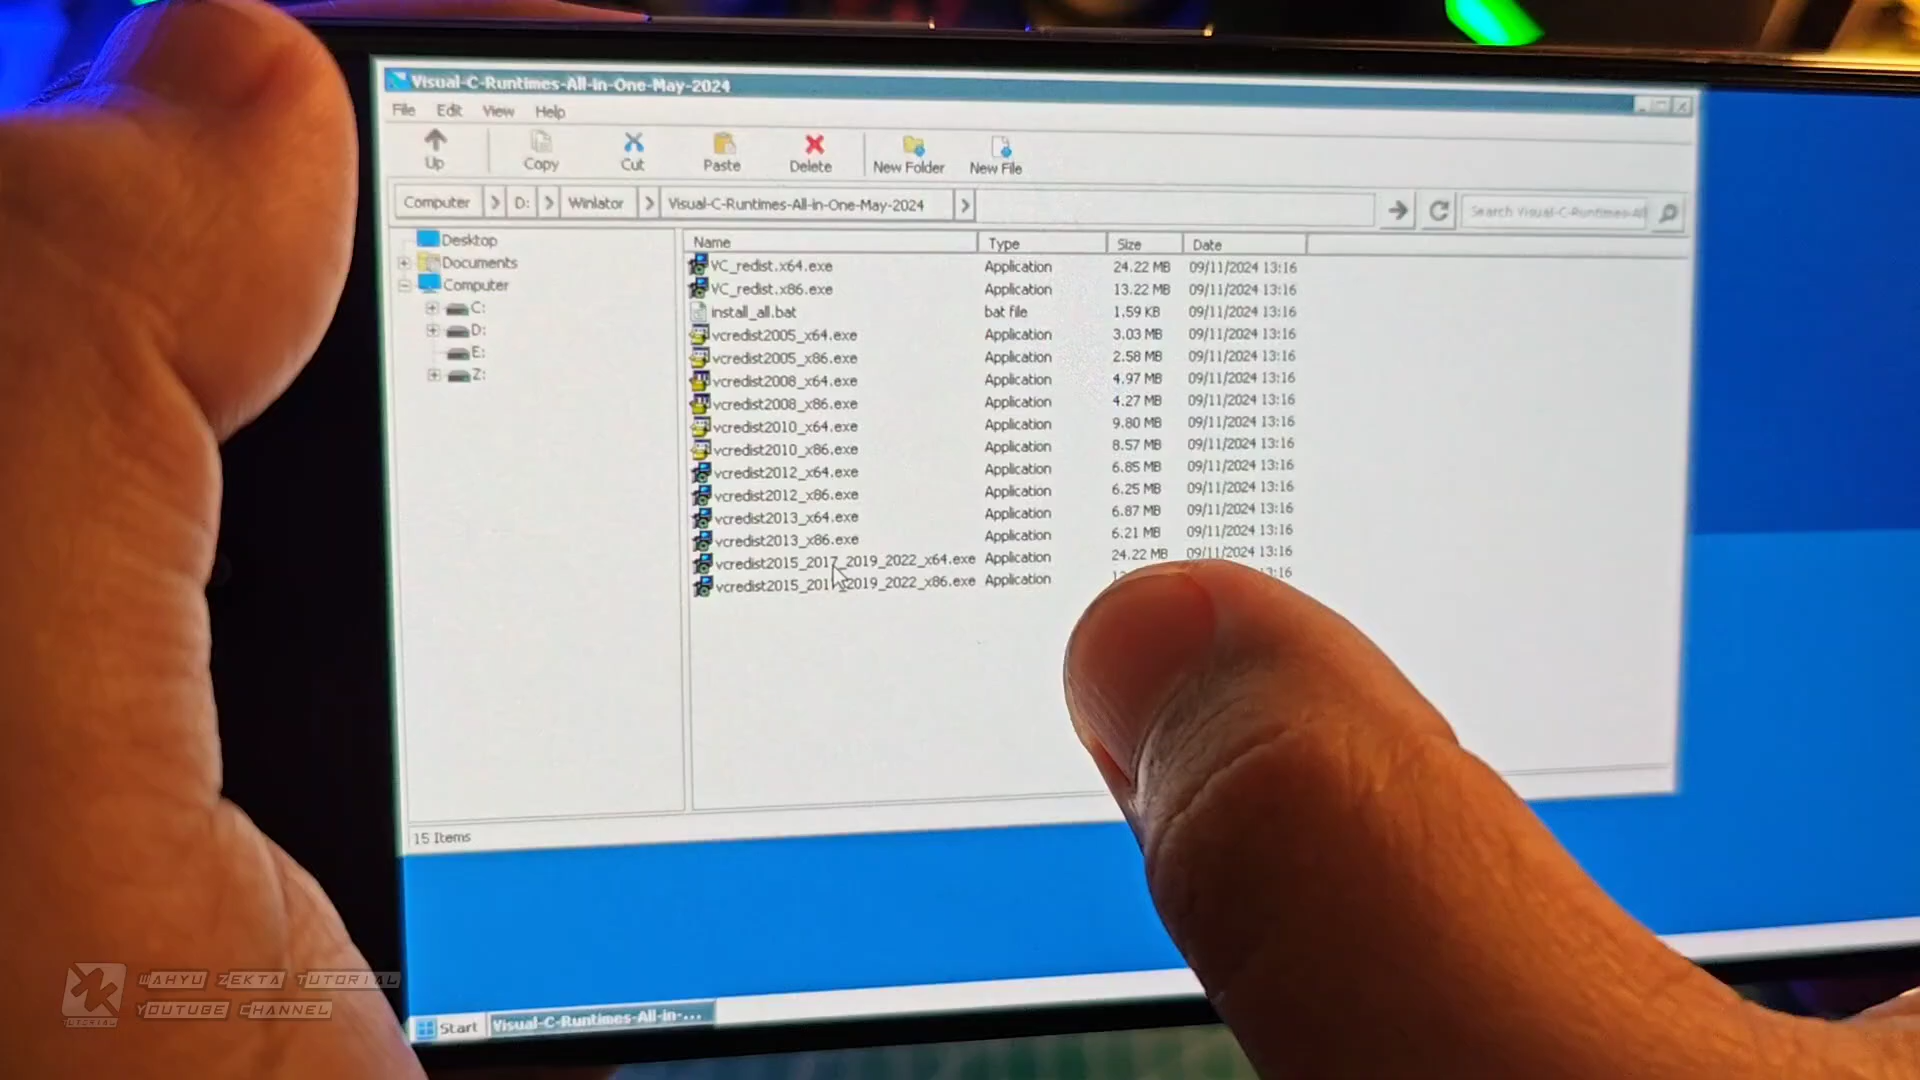 Visual-C-Runtimes-All-in-One-May-2024
File Edit View Help
Up Copy Cut Paste Delete New Folder New File
Computer D: Winlator Visual-C-Runtimes-All-in-One-May-2024 Search Visual-C-Runtimes-All
Name Type Size Date
Desktop
Documents
Computer
C:
D:
E:
Z:
VC_redist.x64.exe Application 24.22 MB 09/11/2024 13:16
VC_redist.x86.exe Application 13.22 MB 09/11/2024 13:16
install_all.bat bat file 1.59 KB 09/11/2024 13:16
vcredist2005_x64.exe Application 3.03 MB 09/11/2024 13:16
vcredist2005_x86.exe Application 2.58 MB 09/11/2024 13:16
vcredist2008_x64.exe Application 4.97 MB 09/11/2024 13:16
vcredist2008_x86.exe Application 4.27 MB 09/11/2024 13:16
vcredist2010_x64.exe Application 9.80 MB 09/11/2024 13:16
vcredist2010_x86.exe Application 8.57 MB 09/11/2024 13:16
vcredist2012_x64.exe Application 6.85 MB 09/11/2024 13:16
vcredist2012_x86.exe Application 6.25 MB 09/11/2024 13:16
vcredist2013_x64.exe Application 6.87 MB 09/11/2024 13:16
vcredist2013_x86.exe Application 6.21 MB 09/11/2024 13:16
vcredist2015_2017_2019_2022_x64.exe Application 24.22 MB 09/11/2024 13:16
vcredist2015_2017_2019_2022_x86.exe Application 13:16
15 Items
Start Visual-C-Runtimes-All-in-...
WAHYU ZEKTA TUTORIAL
YOUTUBE CHANNEL
TUTORIAL